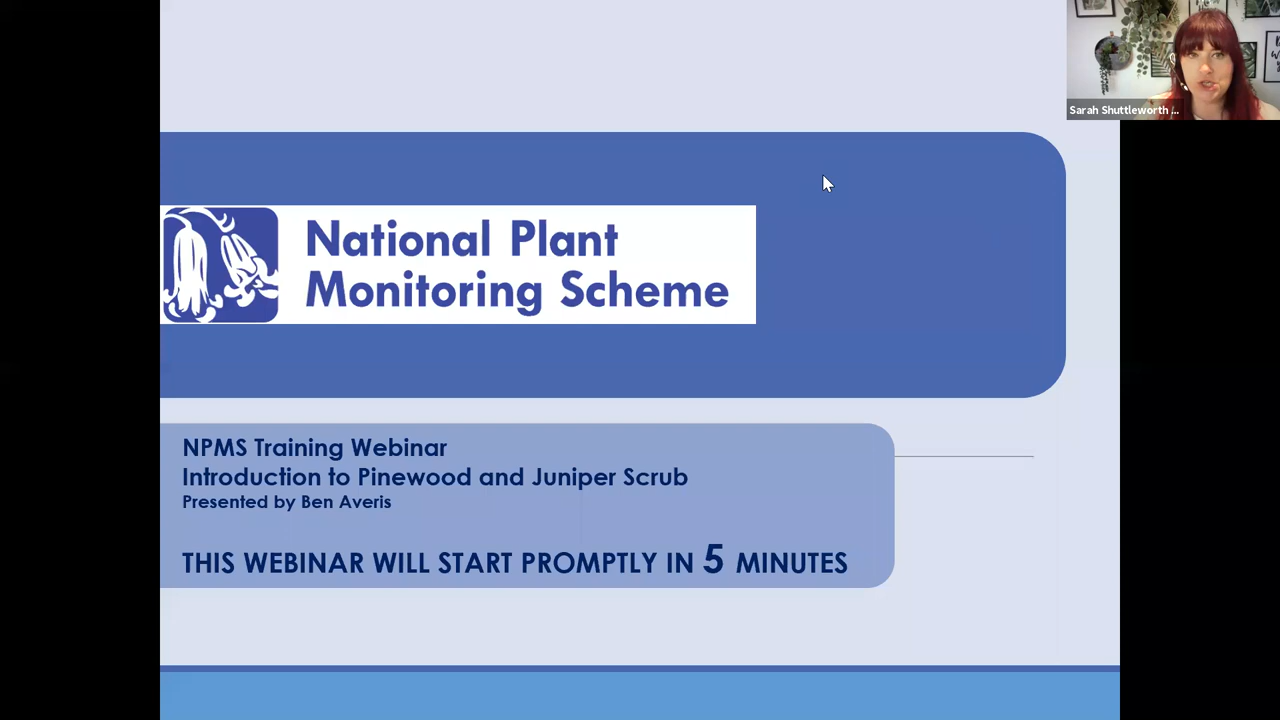 Sarah Shuttleworth ...
National Plant
Monitoring Scheme
NPMS Training Webinar
Introduction to Pinewood and Juniper Scrub
Presented by Ben Averis
THIS WEBINAR WILL START PROMPTLY IN 5 MINUTES